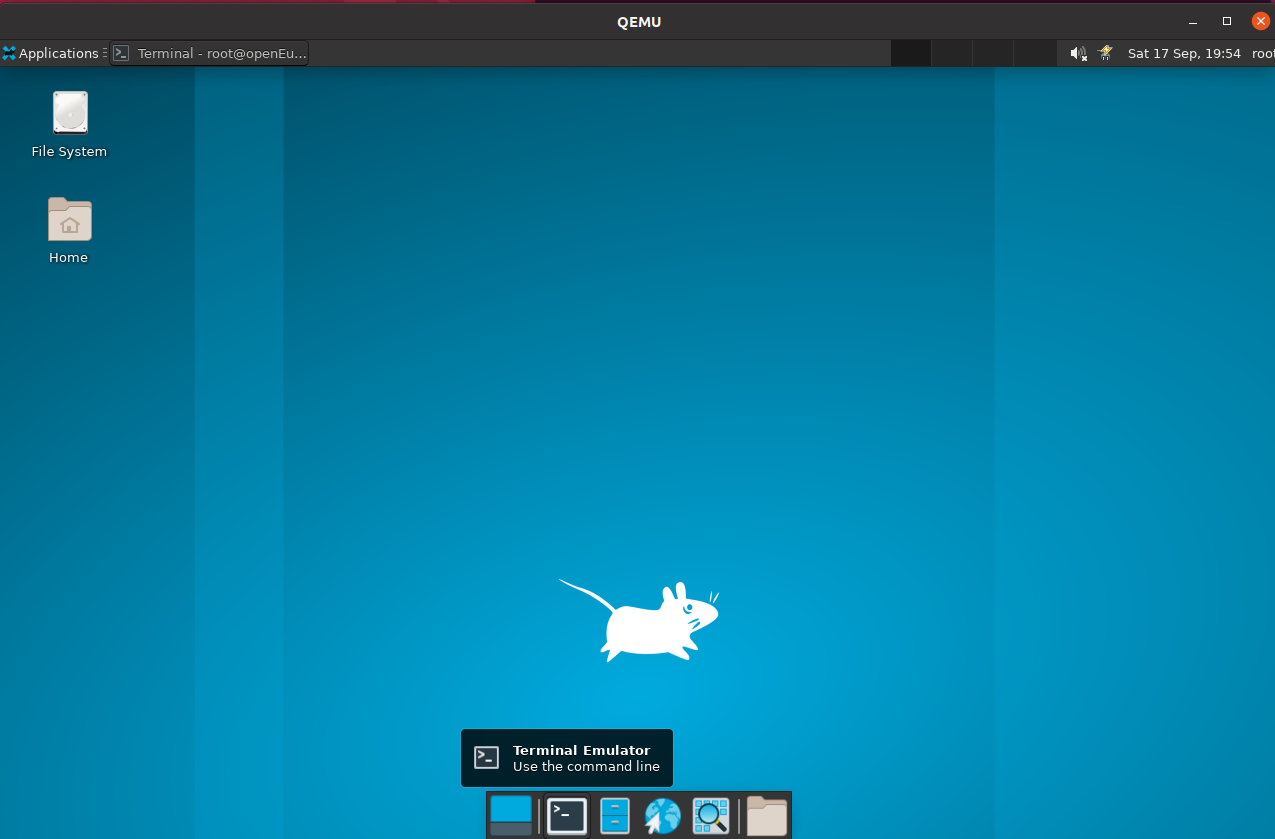 QEMU
Applications
Terminal - root@openEu...
Sat 17 Sep, 19:54
root
File System
Home
Terminal Emulator
Use the command line